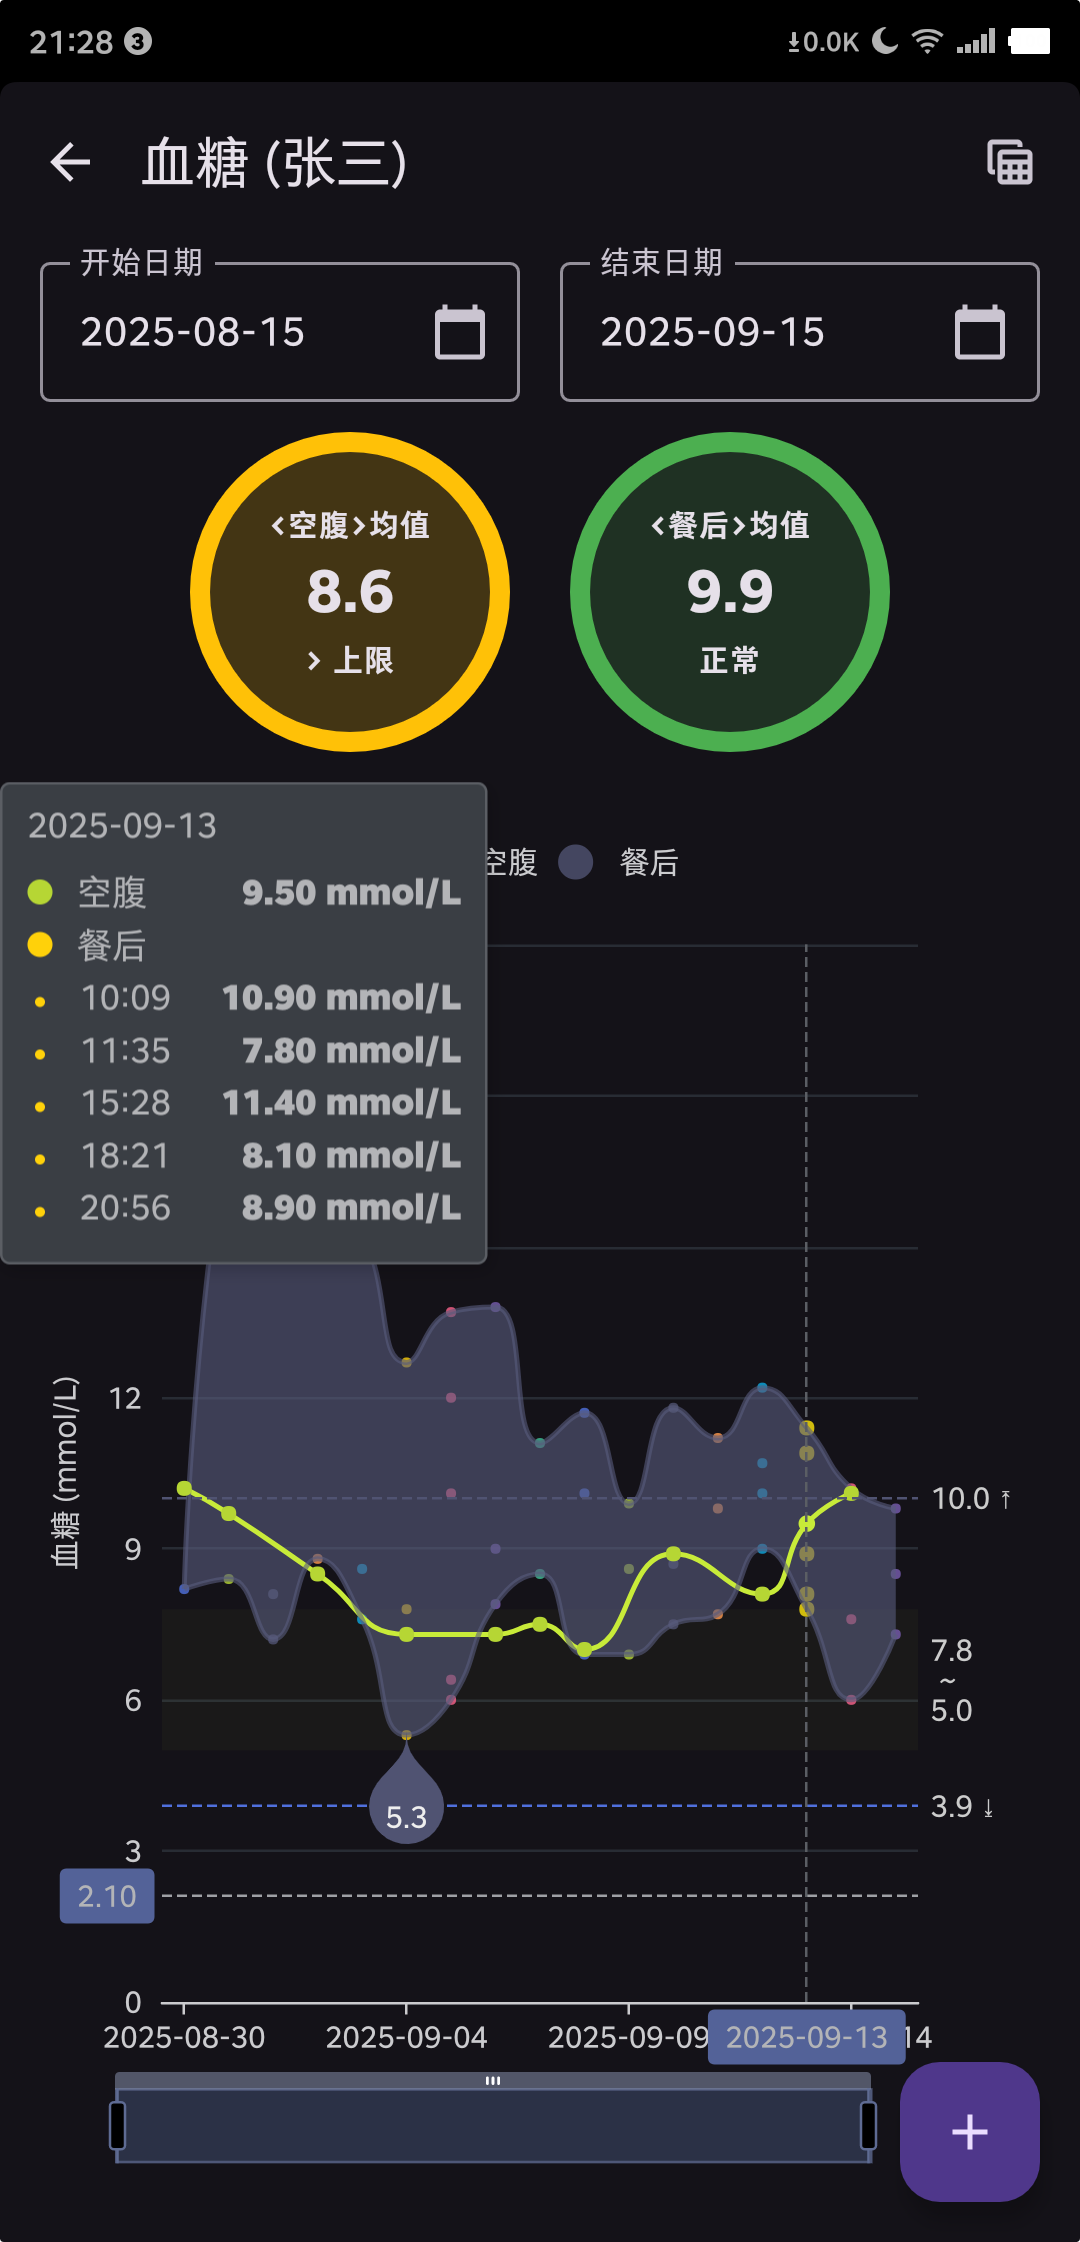 21:28 3 0.0K
血糖 (张三)
开始日期 结束日期
2025-08-15 2025-09-15
<空腹>均值 <餐后>均值
8.6 9.9
> 上限 正常
2025-09-13
空腹 餐后
空腹 9.50 mmol/L
餐后
10:09 10.90 mmol/L
11:35 7.80 mmol/L
15:28 11.40 mmol/L
18:21 8.10 mmol/L
20:56 8.90 mmol/L
血糖 (mmol/L)
12
10.0 ⤒
9
7.8
~
6
5.0
5.3
3.9 ⤓
3
2.10
0
2025-08-30 2025-09-04 2025-09-09 2025-09-13 14